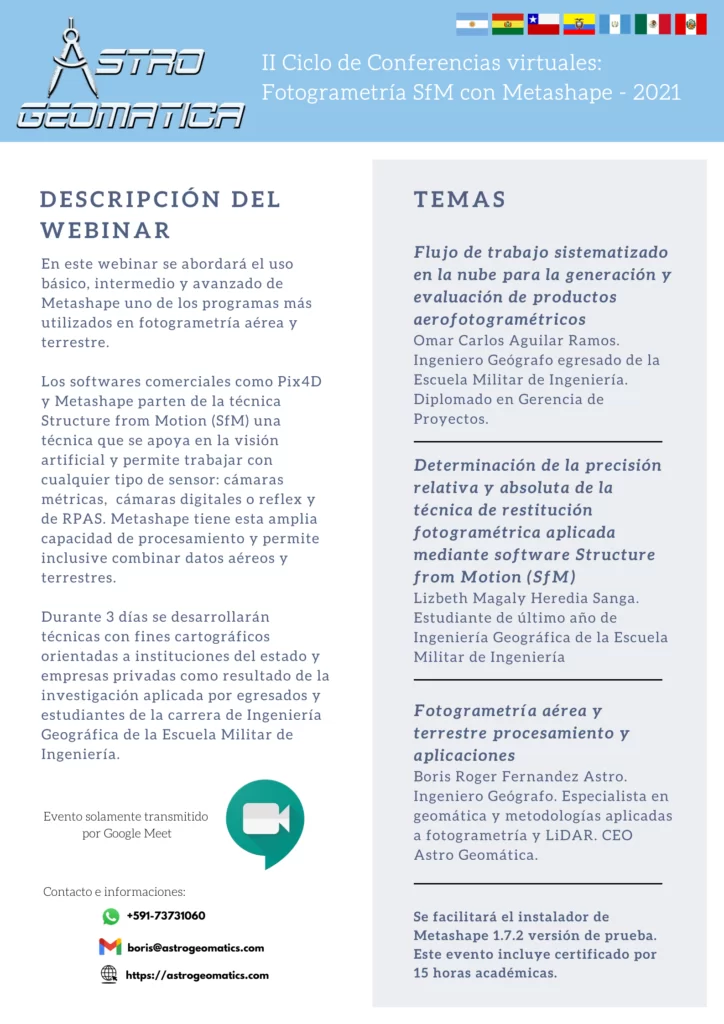 ASTRO
GEOMATICA
II Ciclo de Conferencias virtuales:
Fotogrametría SfM con Metashape - 2021
DESCRIPCIÓN DEL
WEBINAR
En este webinar se abordará el uso
básico, intermedio y avanzado de
Metashape uno de los programas más
utilizados en fotogrametría aérea y
terrestre.
Los softwares comerciales como Pix4D
y Metashape parten de la técnica
Structure from Motion (SfM) una
técnica que se apoya en la visión
artificial y permite trabajar con
cualquier tipo de sensor: cámaras
métricas, cámaras digitales o reflex y
de RPAS. Metashape tiene esta amplia
capacidad de procesamiento y permite
inclusive combinar datos aéreos y
terrestres.
Durante 3 días se desarrollarán
técnicas con fines cartográficos
orientadas a instituciones del estado y
empresas privadas como resultado de la
investigación aplicada por egresados y
estudiantes de la carrera de Ingeniería
Geográfica de la Escuela Militar de
Ingeniería.
Evento solamente transmitido
por Google Meet
Contacto e informaciones:
+591-73731060
boris@astrogeomatics.com
https://astrogeomatics.com
TEMAS
Flujo de trabajo sistematizado
en la nube para la generación y
evaluación de productos
aerofotogramétricos
Omar Carlos Aguilar Ramos.
Ingeniero Geógrafo egresado de la
Escuela Militar de Ingeniería.
Diplomado en Gerencia de
Proyectos.
Determinación de la precisión
relativa y absoluta de la
técnica de restitución
fotogramétrica aplicada
mediante software Structure
from Motion (SfM)
Lizbeth Magaly Heredia Sanga.
Estudiante de último año de
Ingeniería Geográfica de la Escuela
Militar de Ingeniería
Fotogrametría aérea y
terrestre procesamiento y
aplicaciones
Boris Roger Fernandez Astro.
Ingeniero Geógrafo. Especialista en
geomática y metodologías aplicadas
a fotogrametría y LiDAR. CEO
Astro Geomática.
Se facilitará el instalador de
Metashape 1.7.2 versión de prueba.
Este evento incluye certificado por
15 horas académicas.